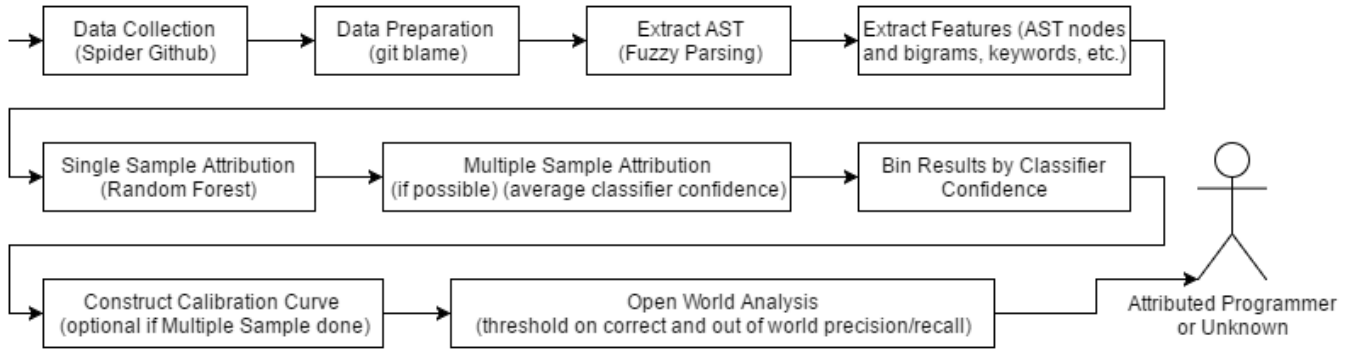 Data Collection
(Spider Github)
Data Preparation
(git blame)
Extract AST
(Fuzzy Parsing)
Extract Features (AST nodes
and bigrams, keywords, etc.)
Single Sample Attribution
(Random Forest)
Multiple Sample Attribution
(if possible) (average classifier confidence)
Bin Results by Classifier
Confidence
Construct Calibration Curve
(optional if Multiple Sample done)
Open World Analysis
(threshold on correct and out of world precision/recall)
Attributed Programmer
or Unknown